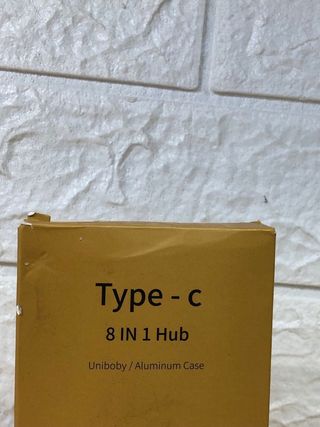 Type - c
8 IN 1 Hub
Uniboby / Aluminum Case